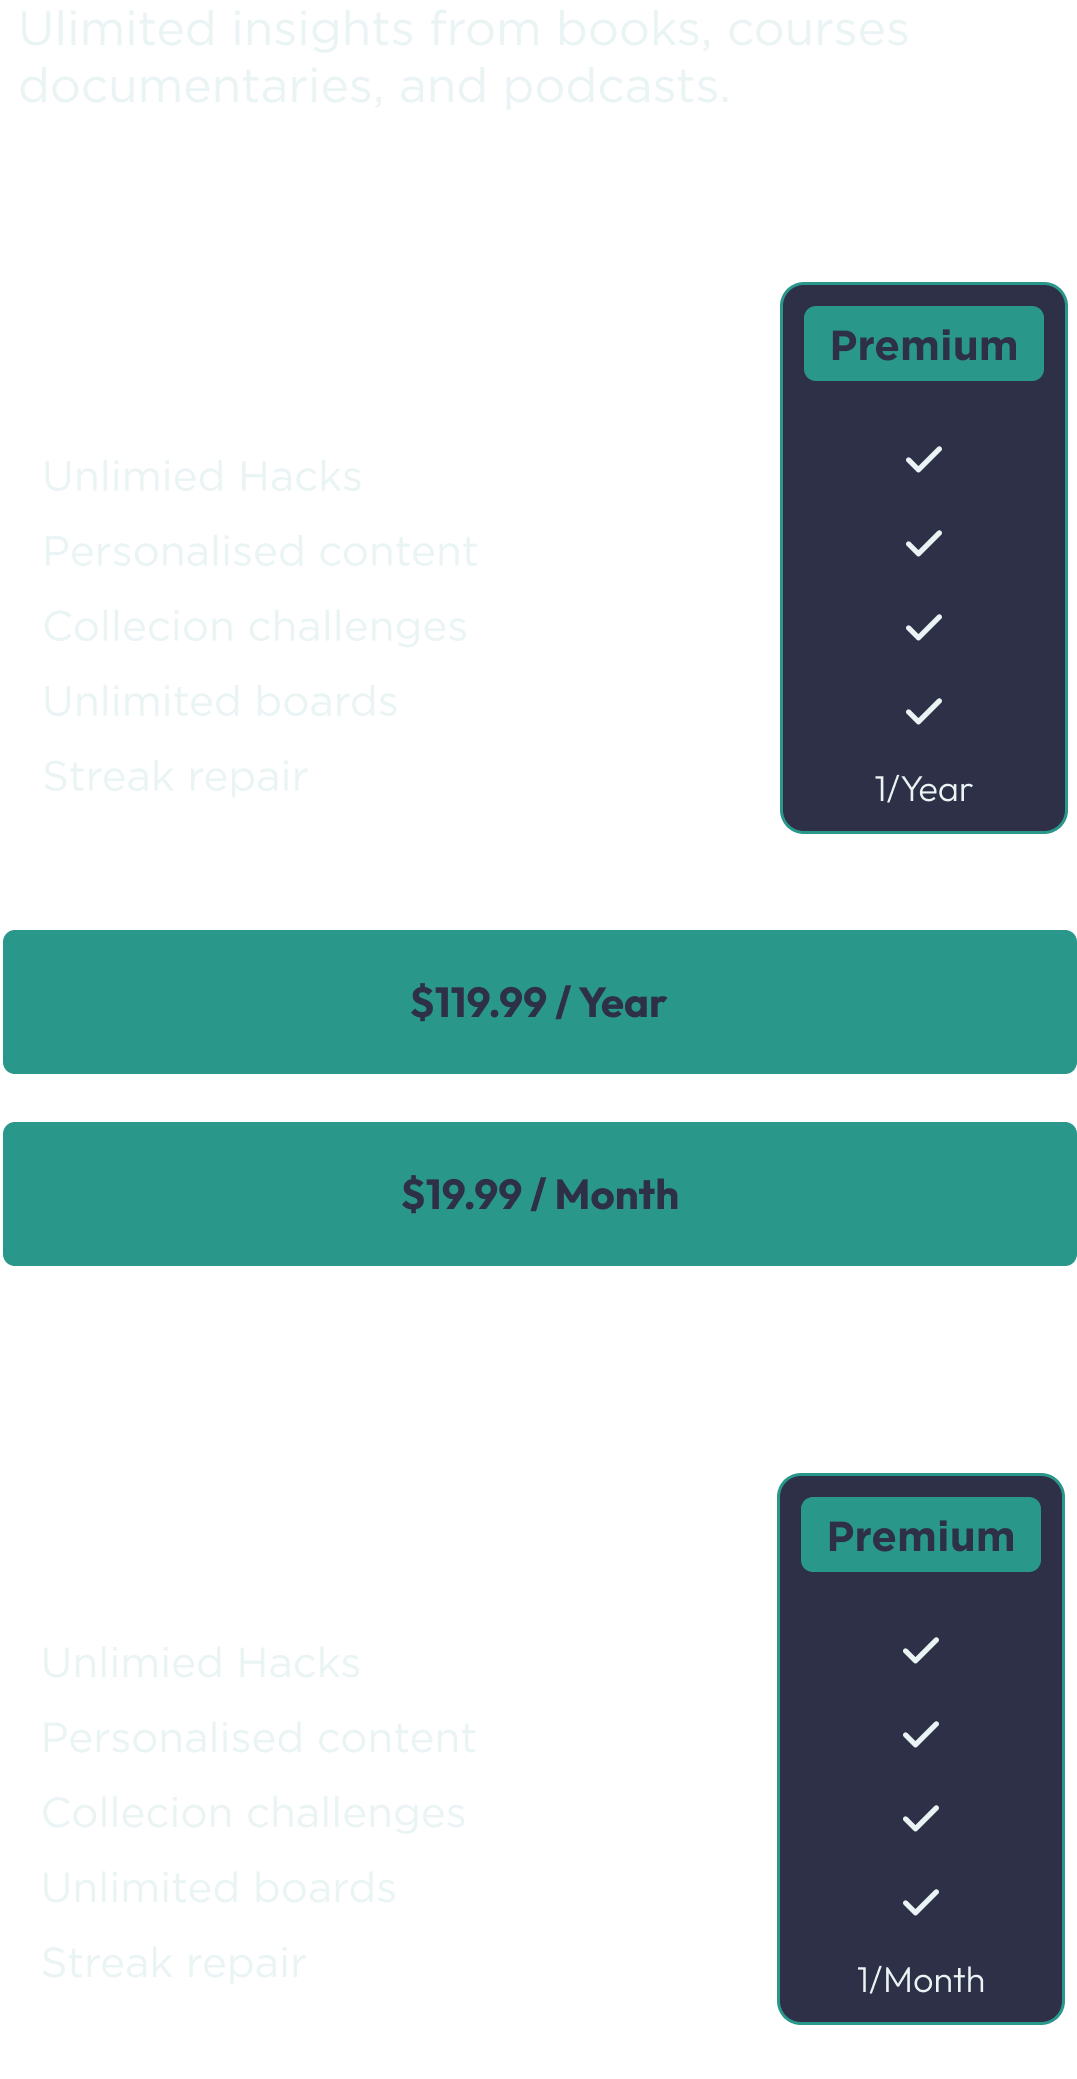 Ulimited insights from books, courses
documentaries, and podcasts.
Premium
Unlimied Hacks
Personalised content
Collecion challenges
Unlimited boards
Streak repair
1/Year
$119.99 / Year
$19.99 / Month
Premium
Unlimied Hacks
Personalised content
Collecion challenges
Unlimited boards
Streak repair
1/Month